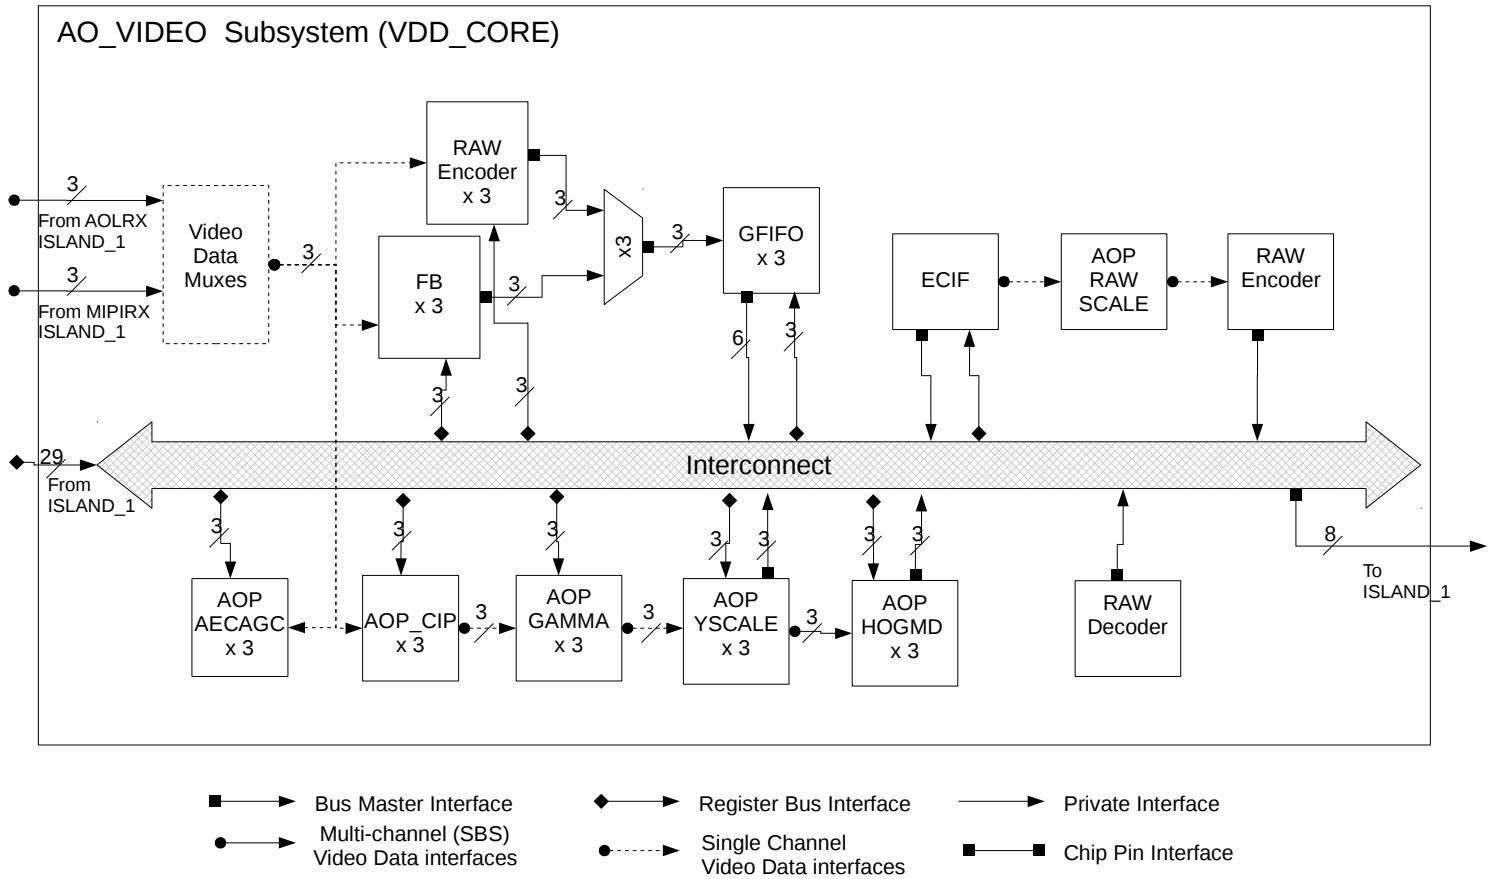 AO_VIDEO  Subsystem (VDD_CORE)
RAW
Encoder
x 3
3
From AOLRX
ISLAND_1
3
From MIPIRX
ISLAND_1
Video
Data
Muxes
3
FB
x 3
3
3
x3
3
GFIFO
x 3
ECIF
AOP
RAW
SCALE
RAW
Encoder
6
3
3
3
29
From
ISLAND_1
Interconnect
3
3
3
3
3
3
3
8
To
ISLAND_1
AOP
AECAGC
x 3
AOP_CIP
x 3
3
AOP
GAMMA
x 3
3
AOP
YSCALE
x 3
3
AOP
HOGMD
x 3
RAW
Decoder
Bus Master Interface
Register Bus Interface
Private Interface
Multi-channel (SBS)
Video Data interfaces
Single Channel
Video Data interfaces
Chip Pin Interface